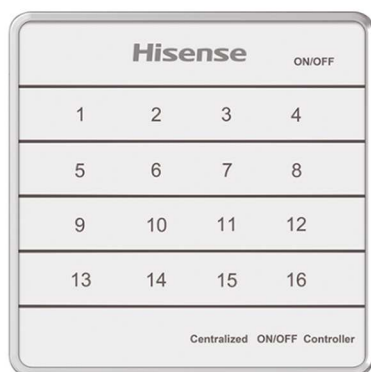 Hisense ON/OFF
1 2 3 4
5 6 7 8
9 10 11 12
13 14 15 16
Centralized ON/OFF Controller